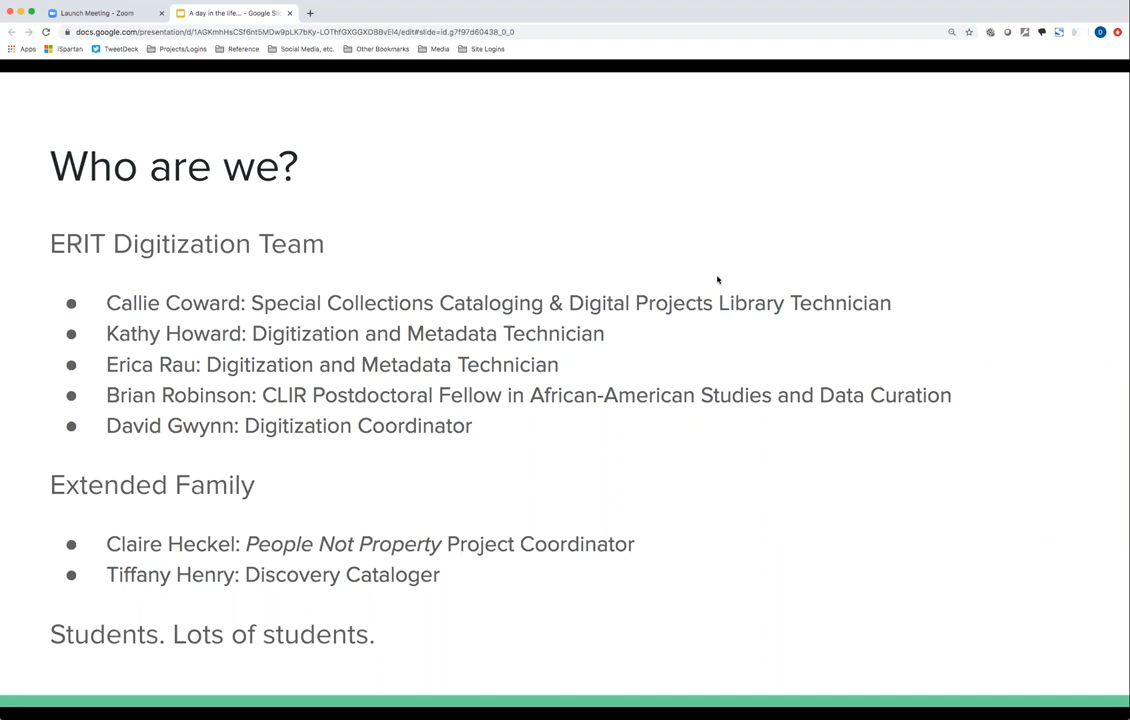 Launch Meeting - Zoom
A day in the life... - Google Sli
docs.google.com/presentation/d/1AGKmhHsCSf6nt5MDw9pLK7bKy-LOThfGXGGXDBBvEl4/edit#slide=id.g7f97d60438_0_0
Apps iSpartan TweetDeck Projects/Logins Reference Social Media, etc. Other Bookmarks Media Site Logins
Who are we?
ERIT Digitization Team
● Callie Coward: Special Collections Cataloging & Digital Projects Library Technician
● Kathy Howard: Digitization and Metadata Technician
● Erica Rau: Digitization and Metadata Technician
● Brian Robinson: CLIR Postdoctoral Fellow in African-American Studies and Data Curation
● David Gwynn: Digitization Coordinator
Extended Family
● Claire Heckel: People Not Property Project Coordinator
● Tiffany Henry: Discovery Cataloger
Students. Lots of students.